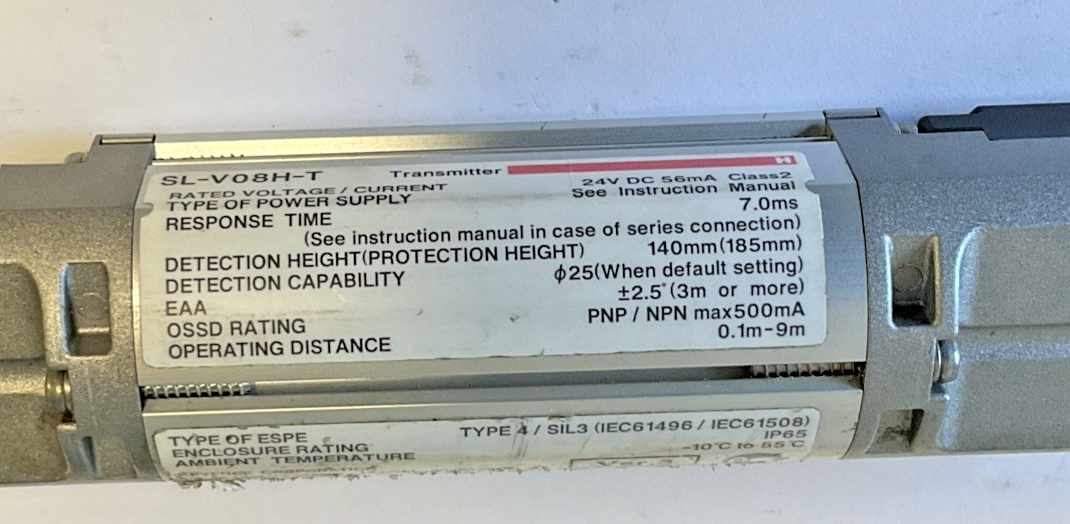 SL-V08H-T Transmitter H
RATED VOLTAGE / CURRENT 24V DC 56mA Class2
TYPE OF POWER SUPPLY See Instruction Manual
RESPONSE TIME 7.0ms
(See instruction manual in case of series connection)
DETECTION HEIGHT(PROTECTION HEIGHT) 140mm(185mm)
DETECTION CAPABILITY ϕ25(When default setting)
EAA ±2.5°(3m or more)
OSSD RATING PNP / NPN max500mA
OPERATING DISTANCE 0.1m-9m
TYPE OF ESPE TYPE 4 / SIL3 (IEC61496 / IEC61508)
ENCLOSURE RATING IP65
AMBIENT TEMPERATURE -10°C to 55°C
KEYENCE CORPORATION Ver.